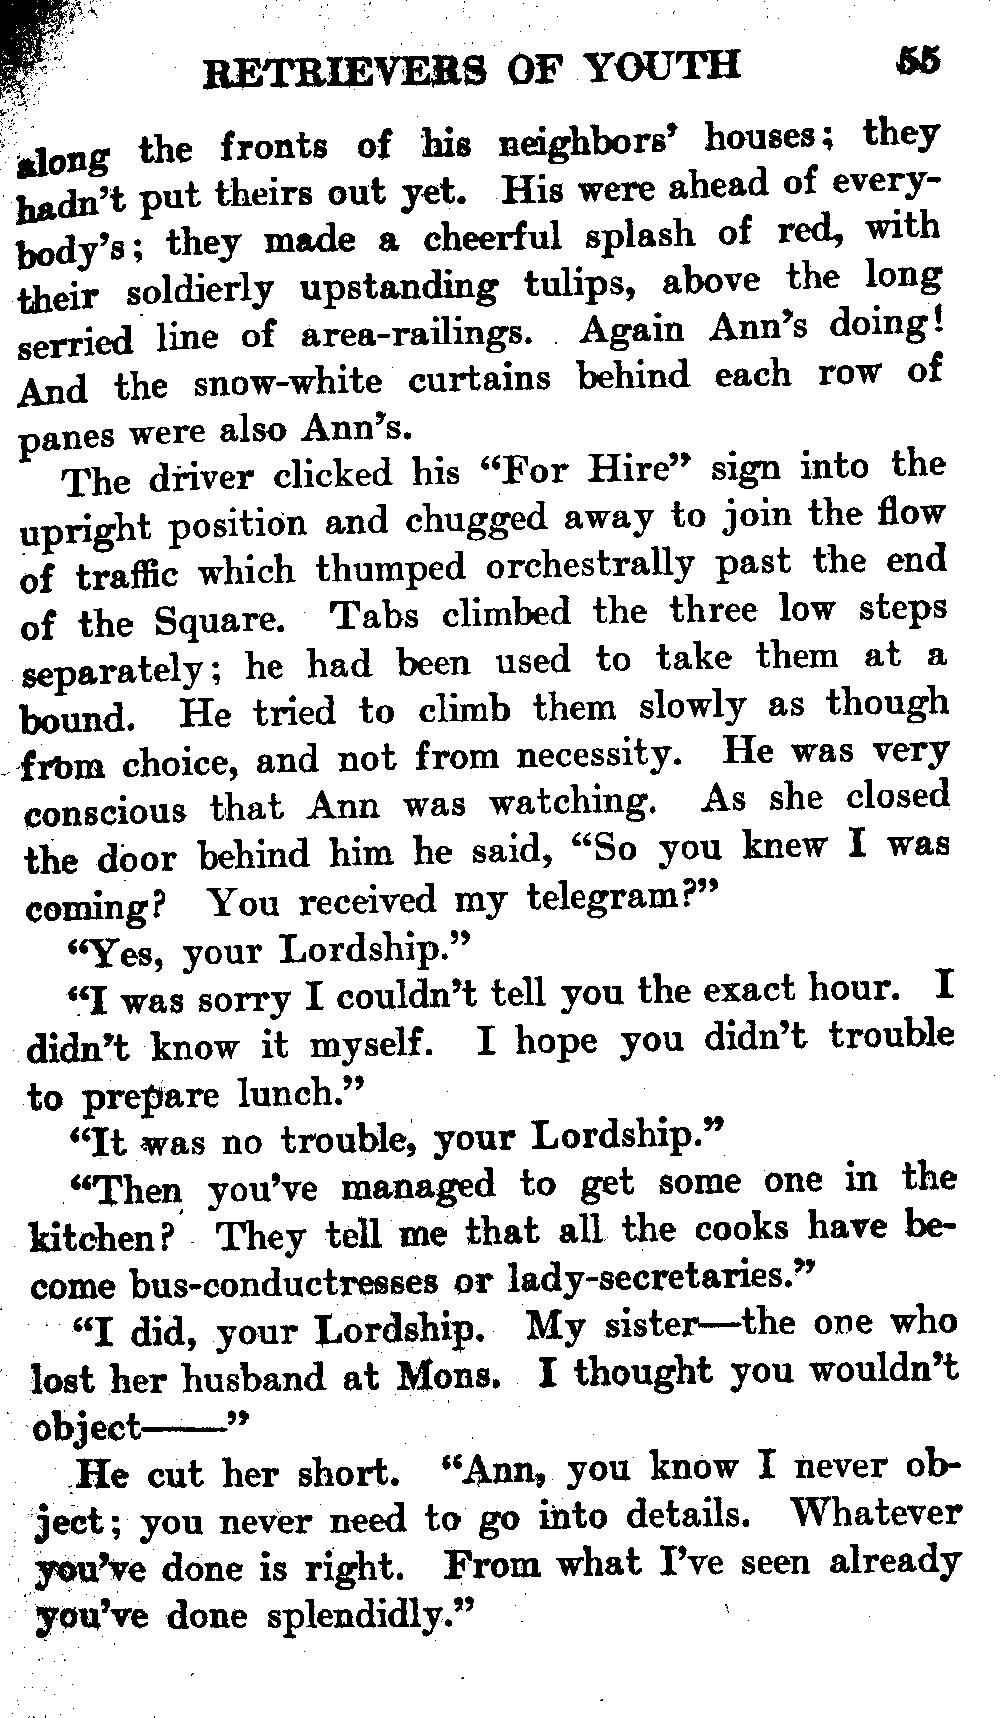 RETRIEVERS OF YOUTH 55
along the fronts of his neighbors' houses; they
hadn't put theirs out yet. His were ahead of every-
body's; they made a cheerful splash of red, with
their soldierly upstanding tulips, above the long
serried line of area-railings. Again Ann's doing!
And the snow-white curtains behind each row of
panes were also Ann's.
The driver clicked his "For Hire" sign into the
upright position and chugged away to join the flow
of traffic which thumped orchestrally past the end
of the Square. Tabs climbed the three low steps
separately; he had been used to take them at a
bound. He tried to climb them slowly as though
from choice, and not from necessity. He was very
conscious that Ann was watching. As she closed
the door behind him he said, "So you knew I was
coming? You received my telegram?"
"Yes, your Lordship."
"I was sorry I couldn't tell you the exact hour. I
didn't know it myself. I hope you didn't trouble
to prepare lunch."
"It was no trouble, your Lordship."
"Then you've managed to get some one in the
kitchen? They tell me that all the cooks have be-
come bus-conductresses or lady-secretaries."
"I did, your Lordship. My sister—the one who
lost her husband at Mons. I thought you wouldn't
object——"
He cut her short. "Ann, you know I never ob-
ject; you never need to go into details. Whatever
you've done is right. From what I've seen already
you've done splendidly."